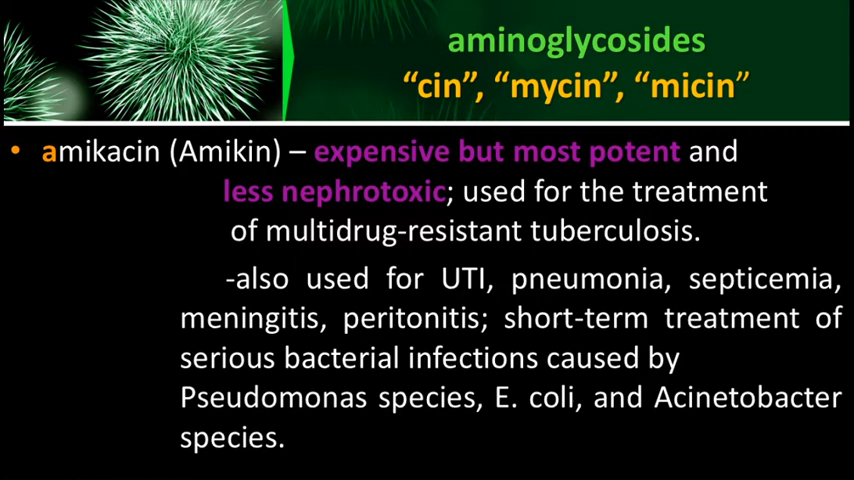 aminoglycosides
“cin”, “mycin”, “micin”
• amikacin (Amikin) – expensive but most potent and
less nephrotoxic; used for the treatment
of multidrug-resistant tuberculosis.
-also used for UTI, pneumonia, septicemia,
meningitis, peritonitis; short-term treatment of
serious bacterial infections caused by
Pseudomonas species, E. coli, and Acinetobacter
species.